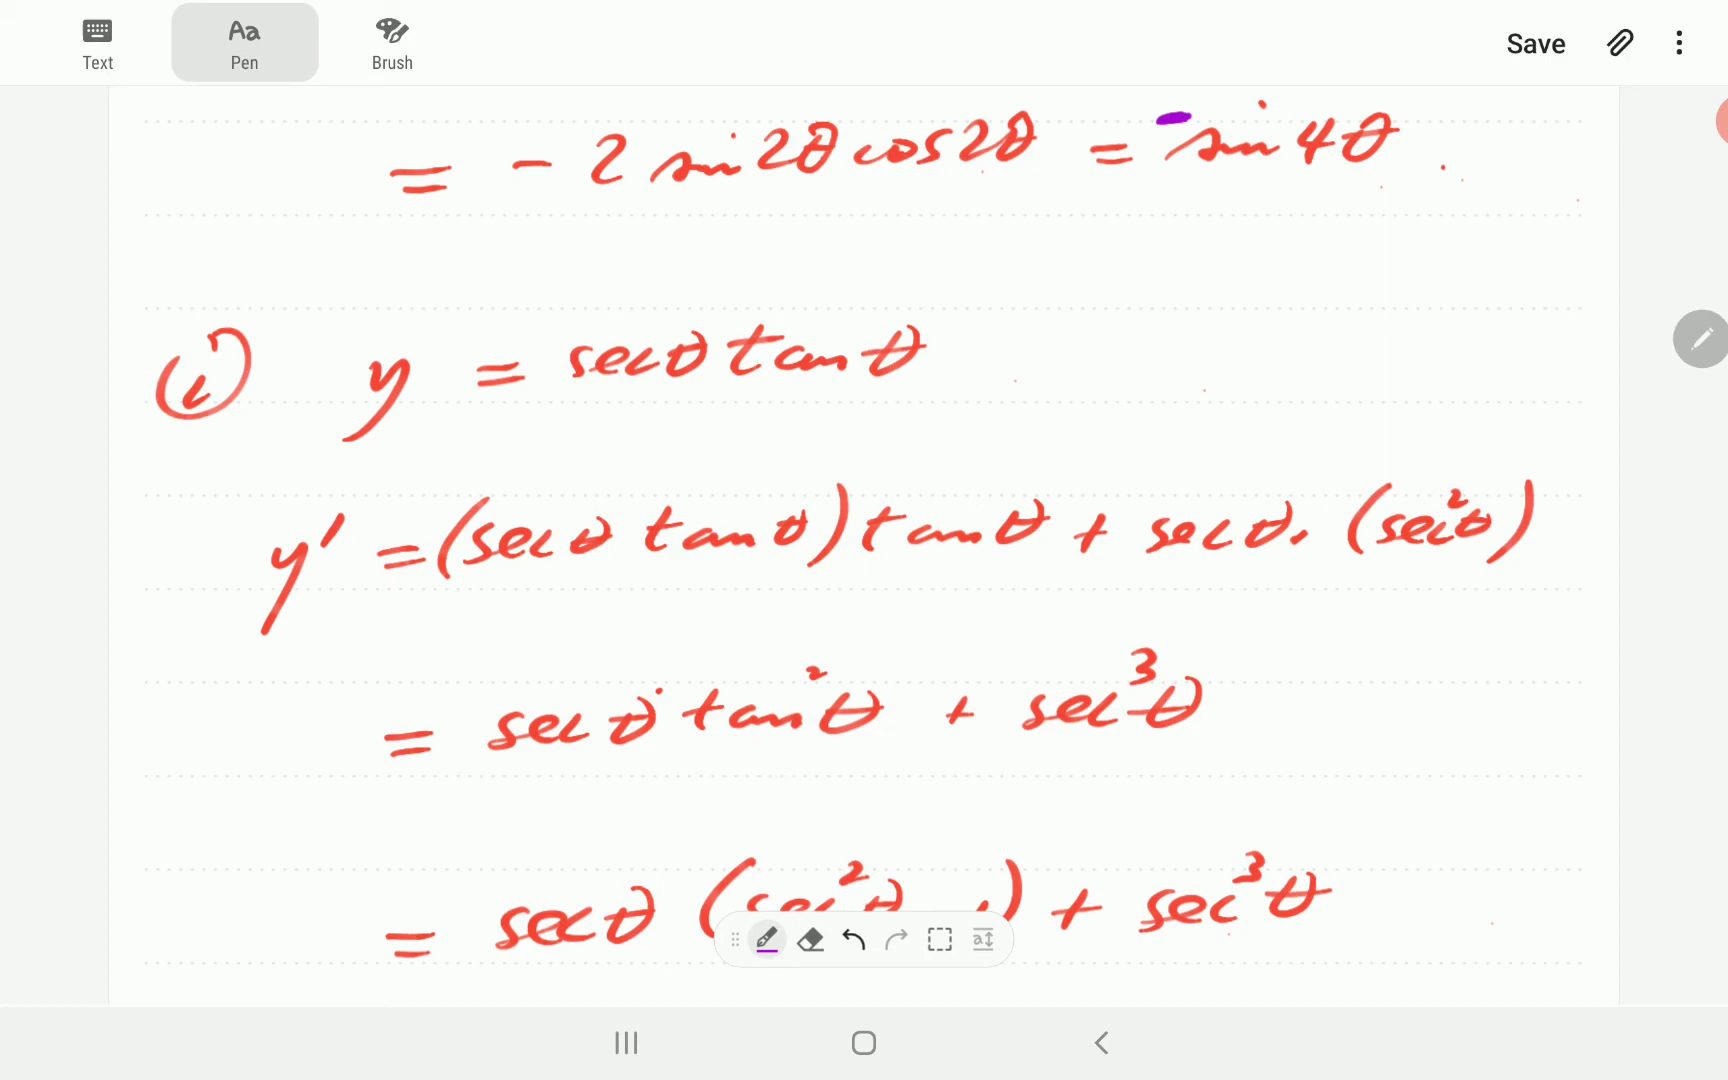 Text Pen Brush Save
= - 2 sin 2θ cos 2θ = - sin 4θ .
(i) y = secθ tanθ
y' = (secθ tanθ) tanθ + secθ . (sec²θ)
= secθ tan²θ + sec³θ
= secθ (sec²θ ) + sec³θ